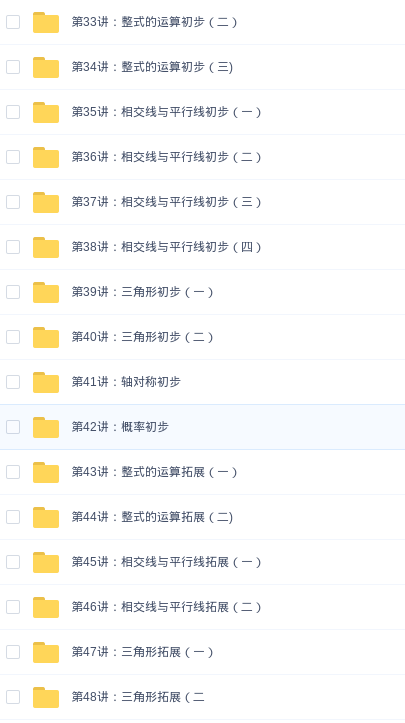 第33讲：整式的运算初步（二）
第34讲：整式的运算初步（三)
第35讲：相交线与平行线初步（一）
第36讲：相交线与平行线初步（二）
第37讲：相交线与平行线初步（三）
第38讲：相交线与平行线初步（四）
第39讲：三角形初步（一）
第40讲：三角形初步（二）
第41讲：轴对称初步
第42讲：概率初步
第43讲：整式的运算拓展（一）
第44讲：整式的运算拓展（二)
第45讲：相交线与平行线拓展（一）
第46讲：相交线与平行线拓展（二）
第47讲：三角形拓展（一）
第48讲：三角形拓展（二